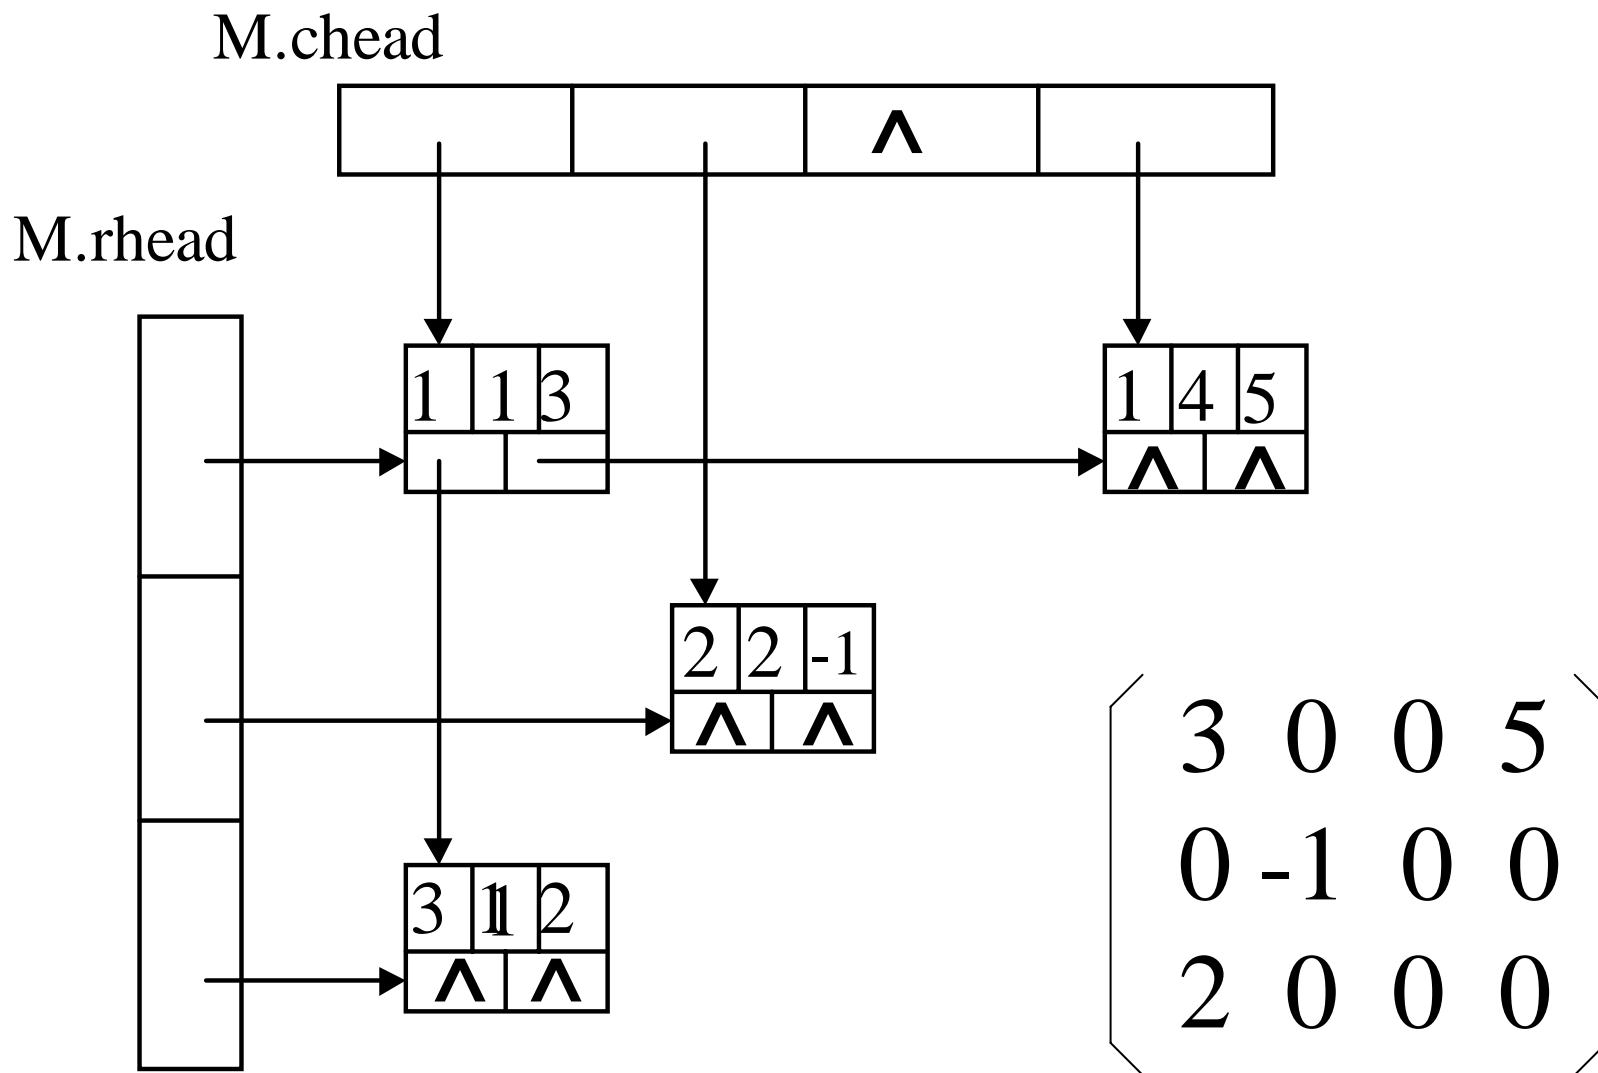 M.chead
∧
M.rhead
1 1 3
1 4 5
∧ ∧
2 2 -1
∧ ∧
3 1 2
∧ ∧
3 0 0 5
0 -1 0 0
2 0 0 0